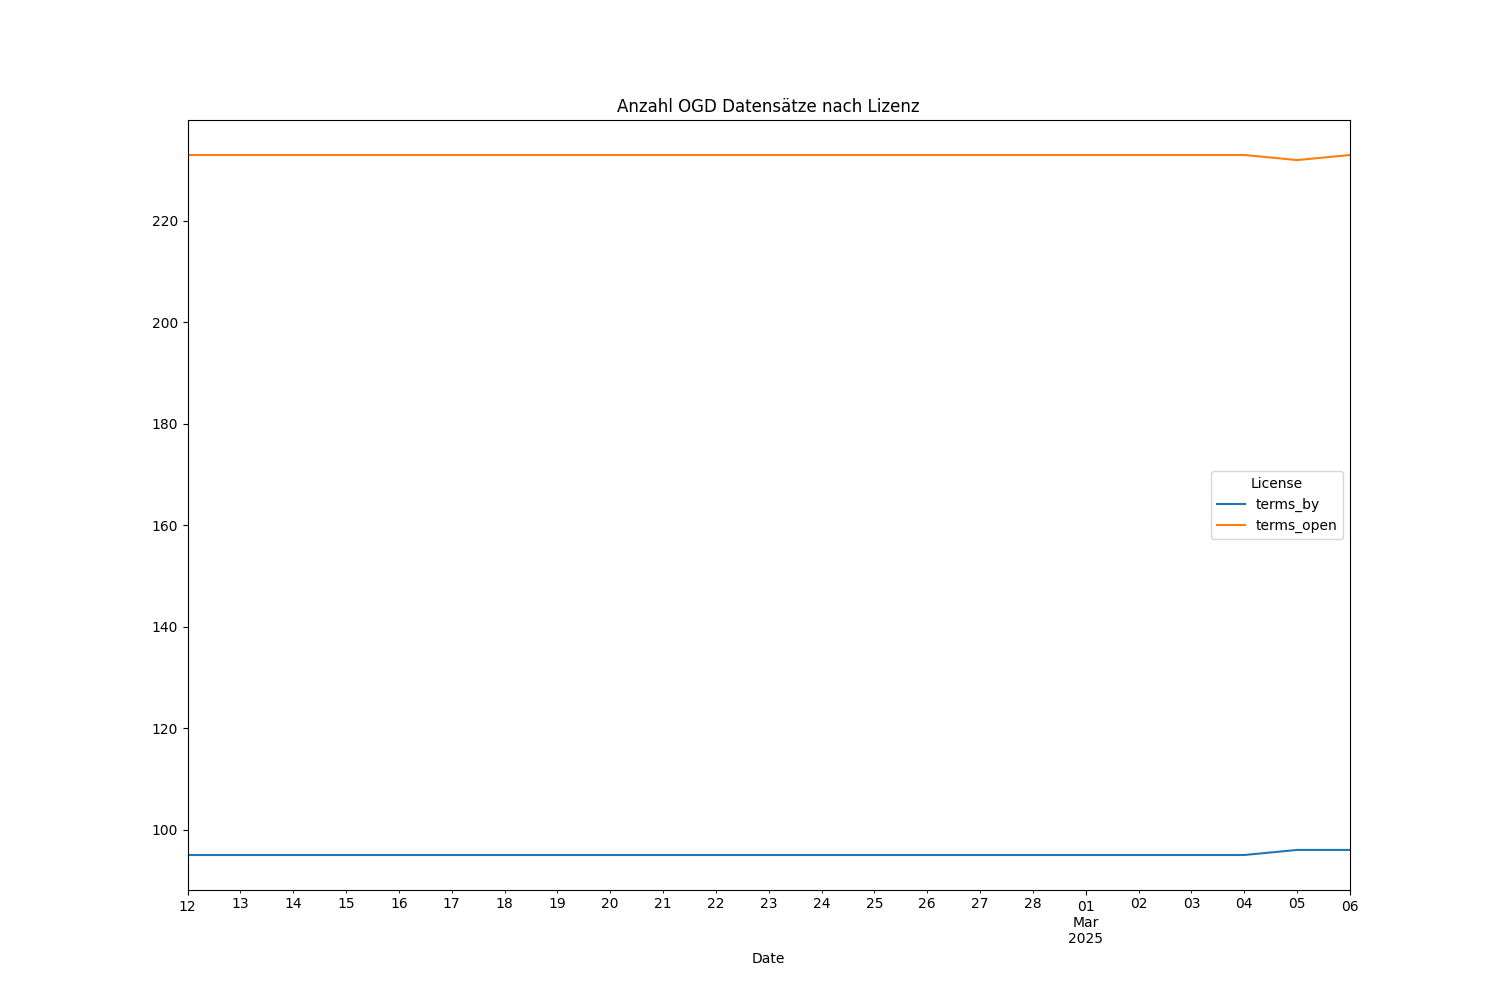 Anzahl OGD Datensätze nach Lizenz
220
200
180
160
140
120
100
License
terms_by
terms_open
12 13 14 15 16 17 18 19 20 21 22 23 24 25 26 27 28 01 02 03 04 05 06
Mar
2025
Date